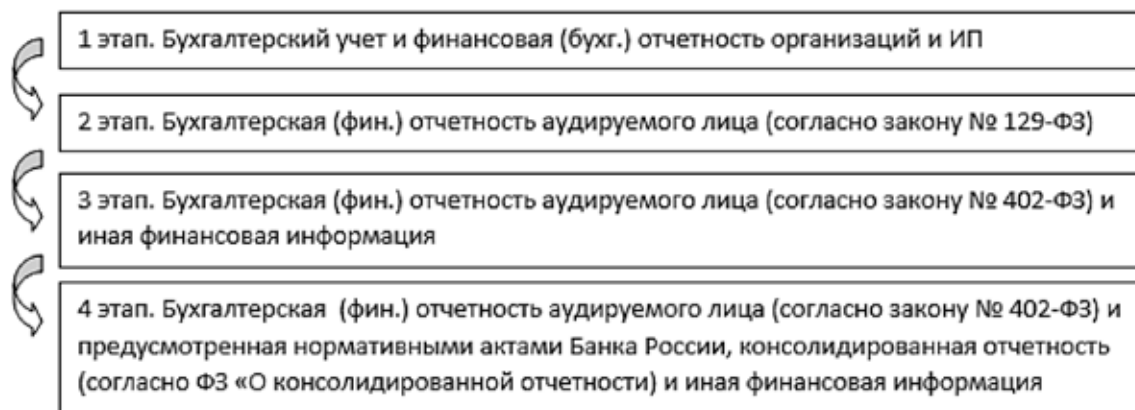 1 этап. Бухгалтерский учет и финансовая (бухг.) отчетность организаций и ИП
2 этап. Бухгалтерская (фин.) отчетность аудируемого лица (согласно закону № 129-ФЗ)
3 этап. Бухгалтерская (фин.) отчетность аудируемого лица (согласно закону № 402-ФЗ) и
иная финансовая информация
4 этап. Бухгалтерская (фин.) отчетность аудируемого лица (согласно закону № 402-ФЗ) и
предусмотренная нормативными актами Банка России, консолидированная отчетность
(согласно ФЗ «О консолидированной отчетности) и иная финансовая информация